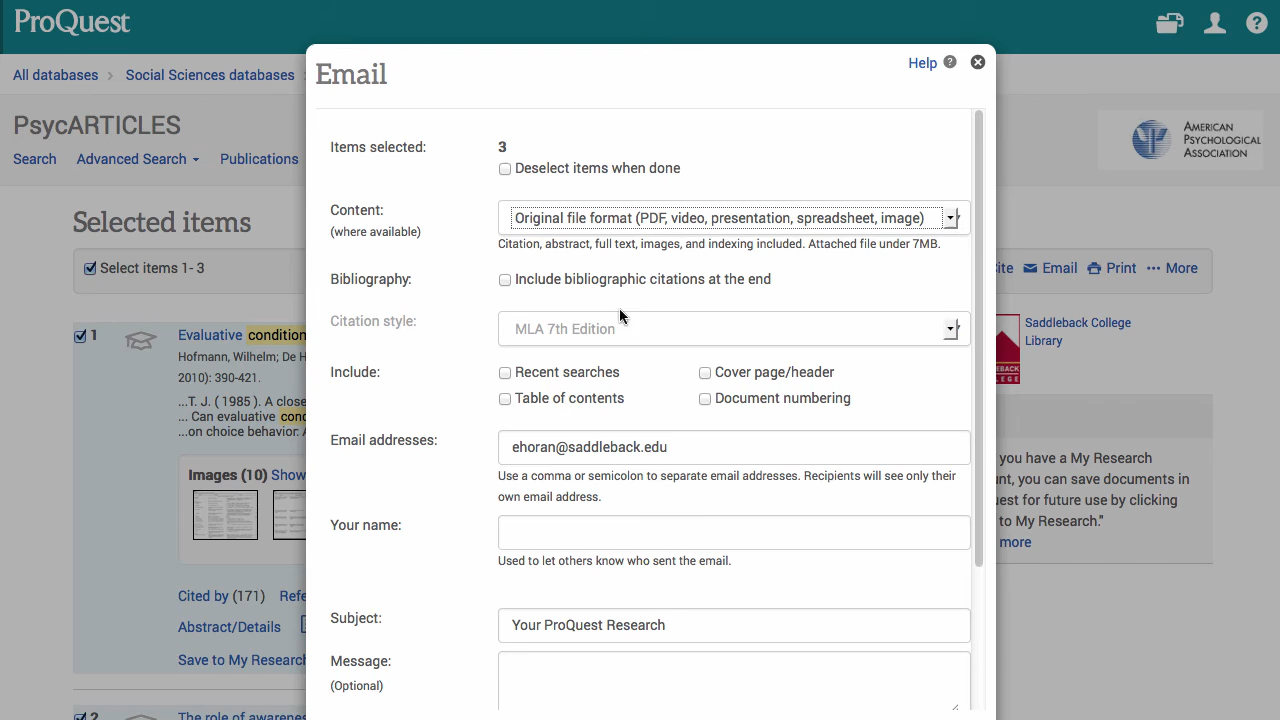 ProQuest
All databases > Social Sciences databases >
PsycARTICLES
AMERICAN
PSYCHOLOGICAL
ASSOCIATION
Search Advanced Search Publications
Selected items
Select items 1- 3
Email Print ••• More
1
Evaluative condition
Hofmann, Wilhelm; De H
2010): 390-421.
...T. J. ( 1985 ). A close
... Can evaluative cond
...on choice behavior: A
Images (10) Show
Cited by (171) Refe
Abstract/Details
Save to My Research
2
The role of awarenes
Saddleback College
Library
you have a My Research
nt, you can save documents in
uest for future use by clicking
to My Research."
more
Email
Help ?
Items selected: 3
Deselect items when done
Content:
(where available)
Original file format (PDF, video, presentation, spreadsheet, image)
Citation, abstract, full text, images, and indexing included. Attached file under 7MB.
Bibliography: Include bibliographic citations at the end
Citation style: MLA 7th Edition
Include: Recent searches Cover page/header
Table of contents Document numbering
Email addresses: ehoran@saddleback.edu
Use a comma or semicolon to separate email addresses. Recipients will see only their
own email address.
Your name:
Used to let others know who sent the email.
Subject: Your ProQuest Research
Message:
(Optional)